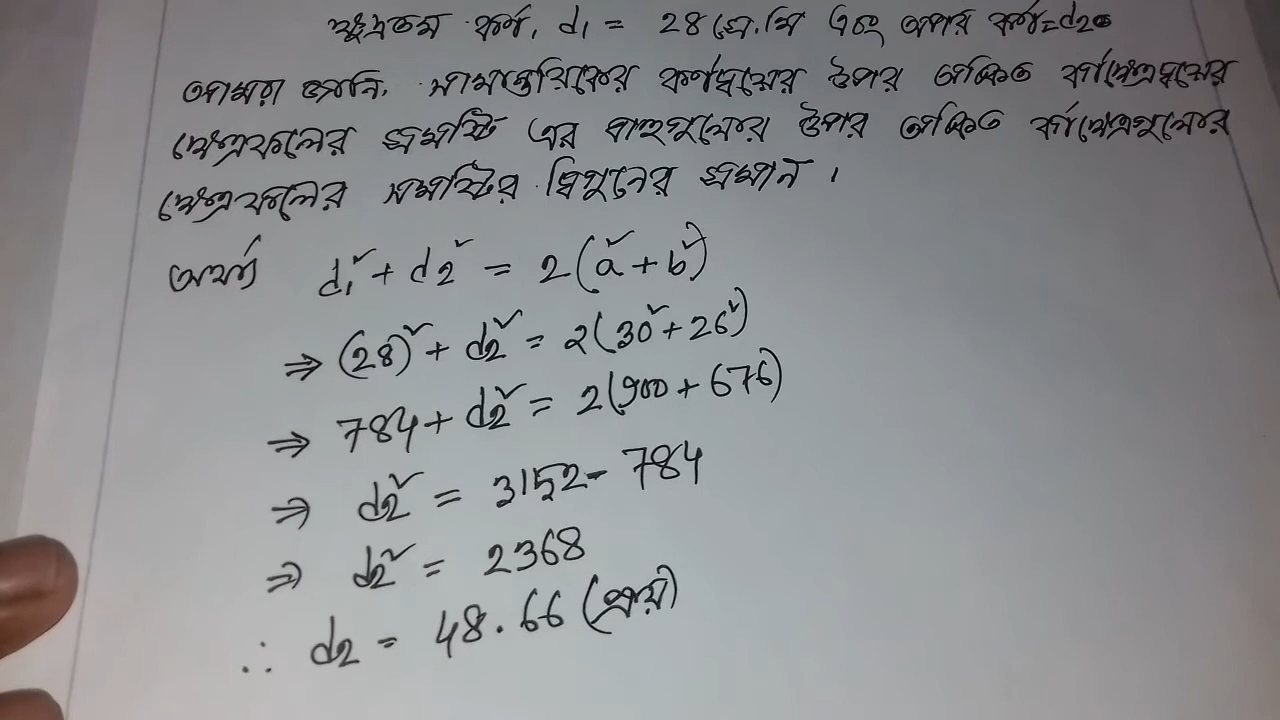 ক্ষুদ্রতম কর্ণ, d₁ = 28 সে.মি এবং অপর কর্ণ=d₂
আমরা জানি, সামান্তরিকের কর্ণদ্বয়ের উপর অঙ্কিত বর্গক্ষেত্রদ্বয়ের
ক্ষেত্রফলের সমষ্টি এর বাহুগুলোর উপর অঙ্কিত বর্গক্ষেত্রগুলোর
ক্ষেত্রফলের সমষ্টির দ্বিগুনের সমান ।
অর্থাৎ d₁² + d₂² = 2(a² + b²)
⇒ (28)² + d₂² = 2(30² + 26²)
⇒ 784 + d₂² = 2(900 + 676)
⇒ d₂² = 3152 - 784
⇒ d₂² = 2368
∴ d₂ = 48.66 (প্রায়)